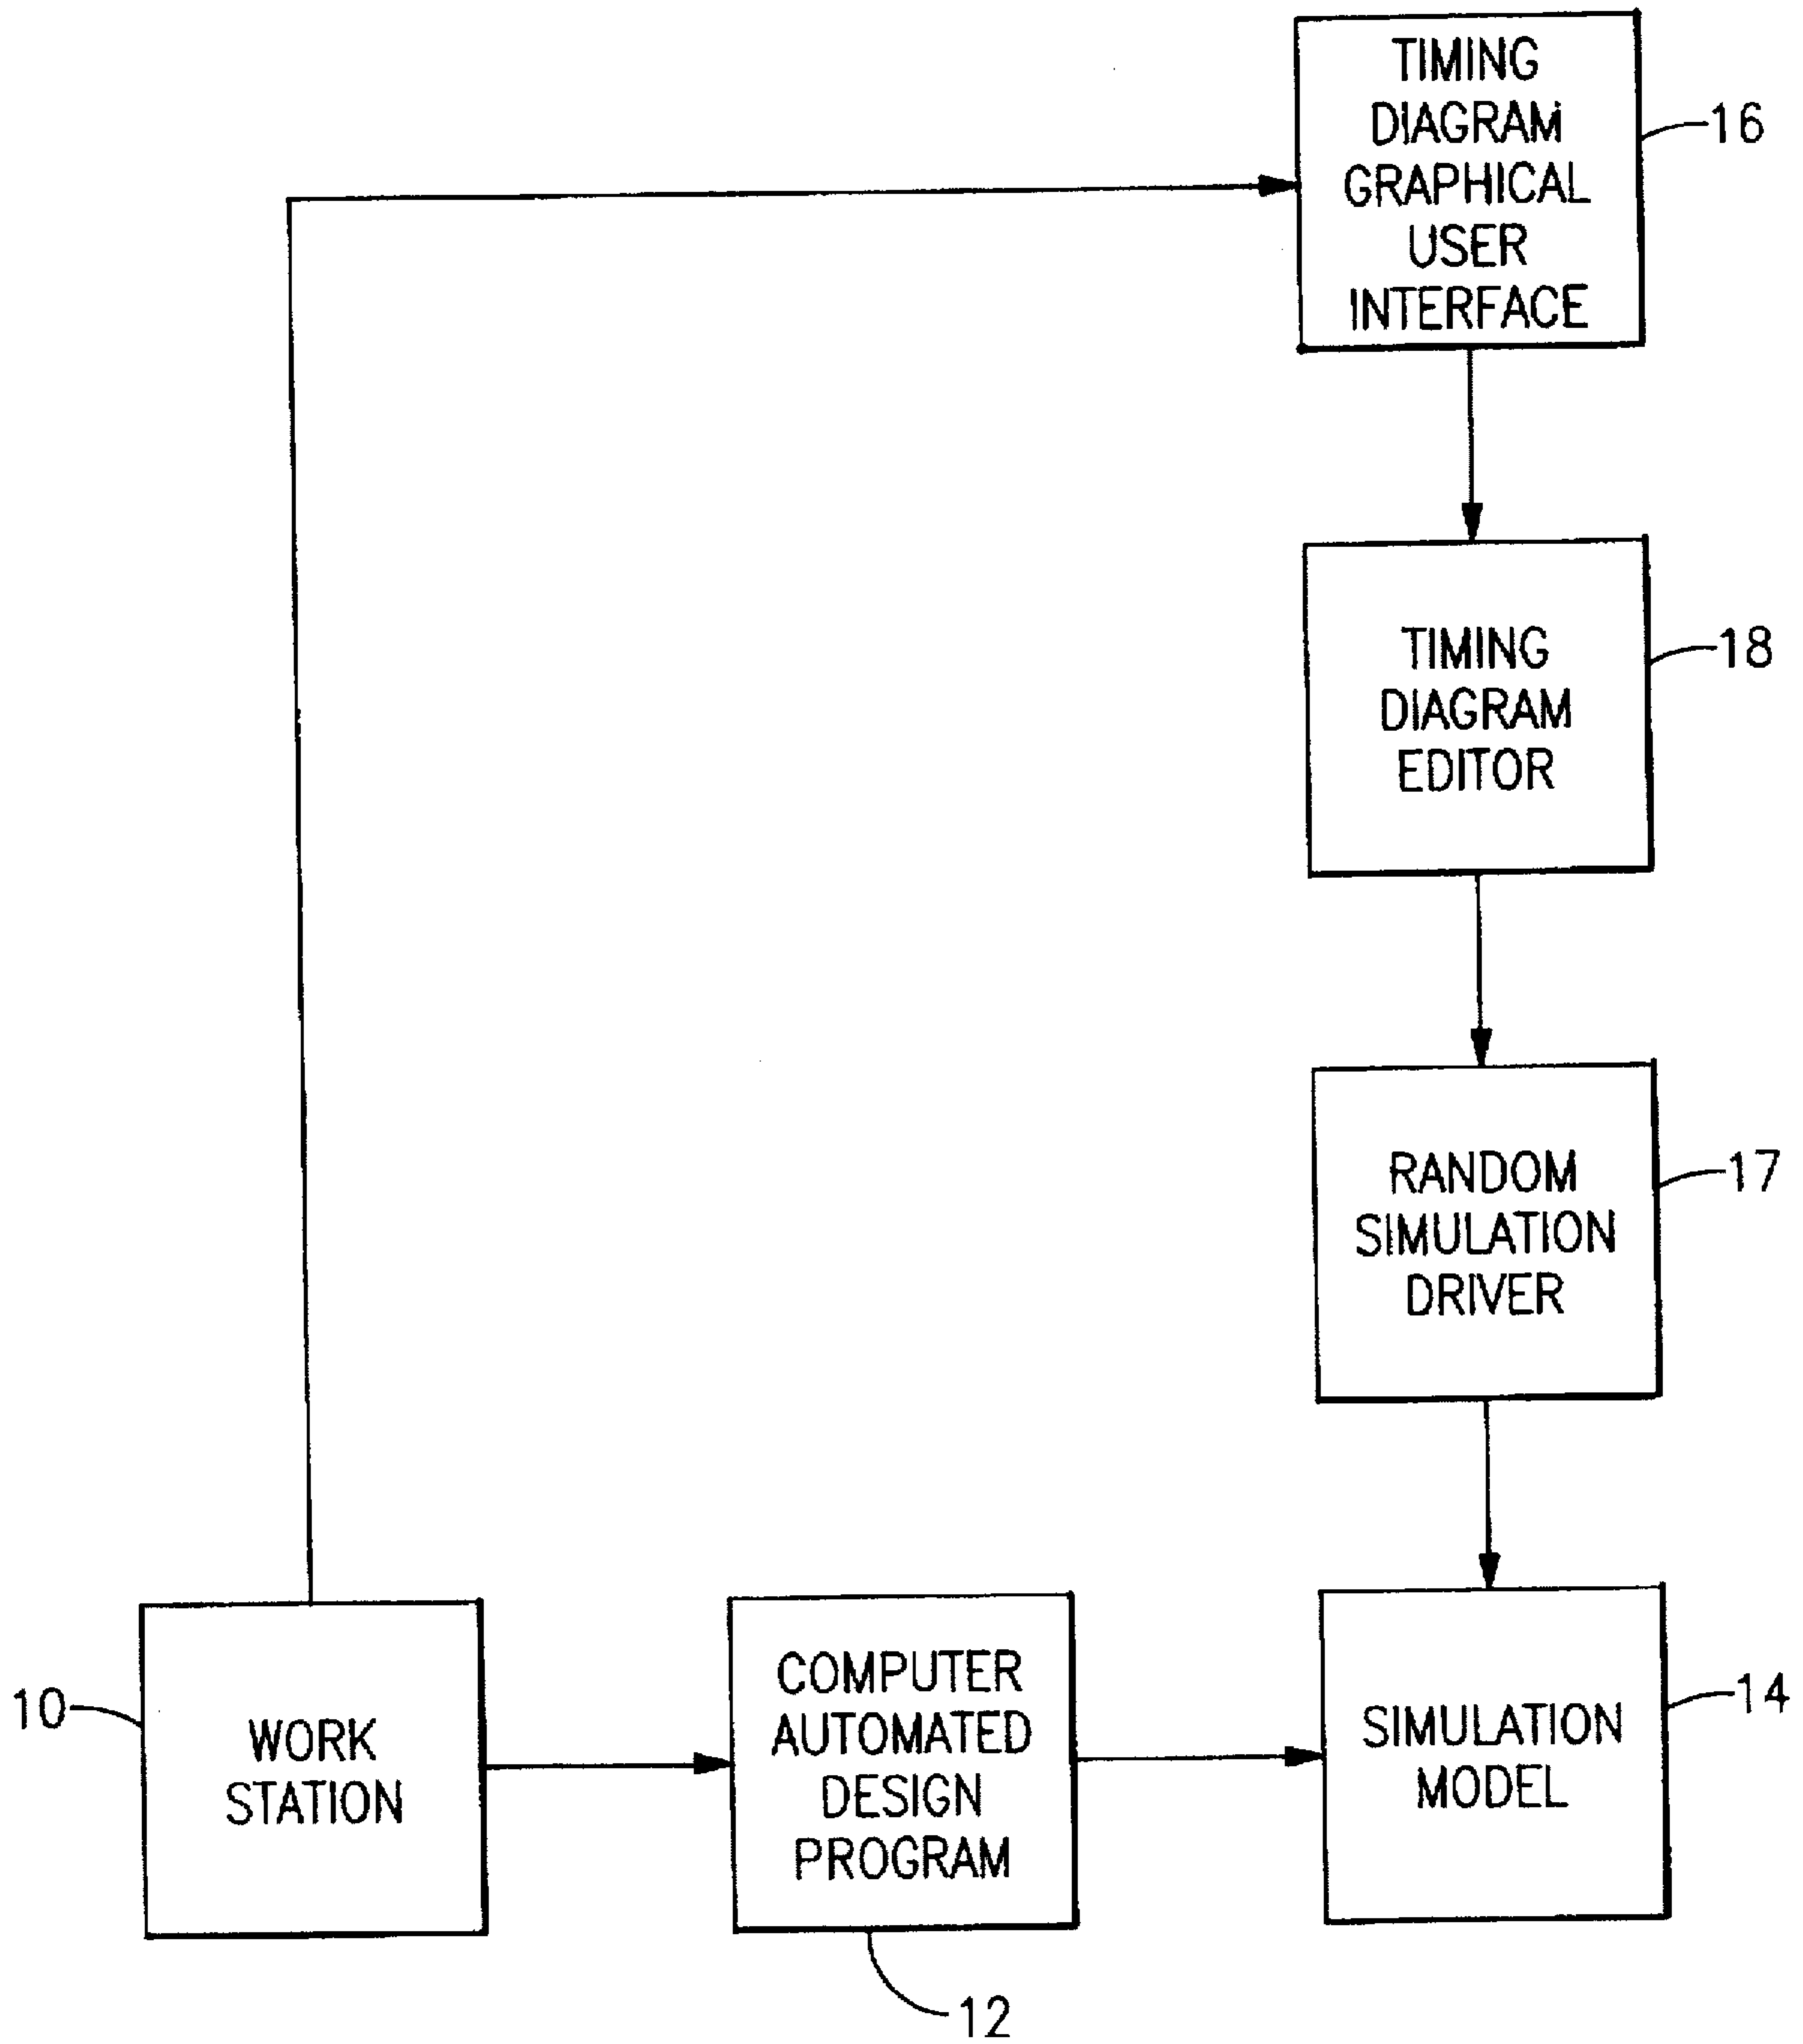 TIMING
DIAGRAM
GRAPHICAL
USER
INTERFACE
16
TIMING
DIAGRAM
EDITOR
18
RANDOM
SIMULATION
DRIVER
17
10
WORK
STATION
COMPUTER
AUTOMATED
DESIGN
PROGRAM
12
SIMULATION
MODEL
14